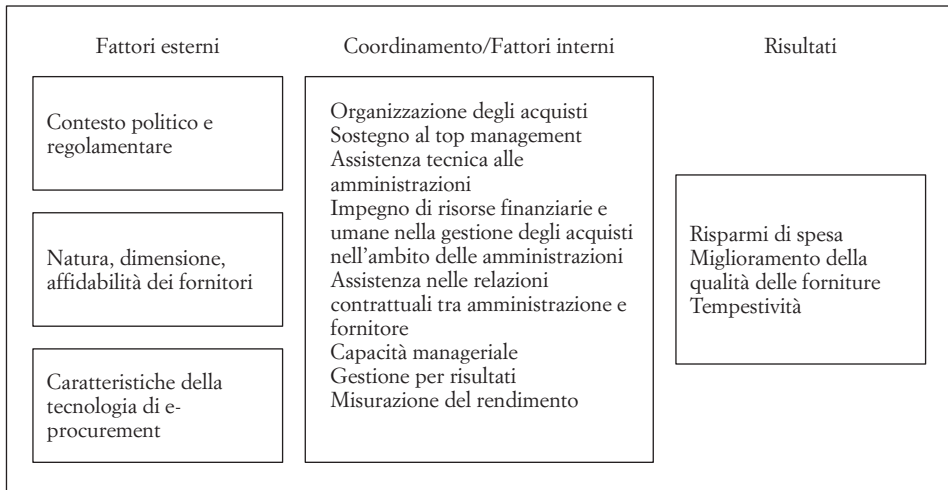 Fattori esterni
Coordinamento/Fattori interni
Risultati
Contesto politico e
regolamentare
Natura, dimensione,
affidabilità dei fornitori
Caratteristiche della
tecnologia di e-
procurement
Organizzazione degli acquisti
Sostegno al top management
Assistenza tecnica alle
amministrazioni
Impegno di risorse finanziarie e
umane nella gestione degli acquisti
nell'ambito delle amministrazioni
Assistenza nelle relazioni
contrattuali tra amministrazione e
fornitore
Capacità manageriale
Gestione per risultati
Misurazione del rendimento
Risparmi di spesa
Miglioramento della
qualità delle forniture
Tempestività